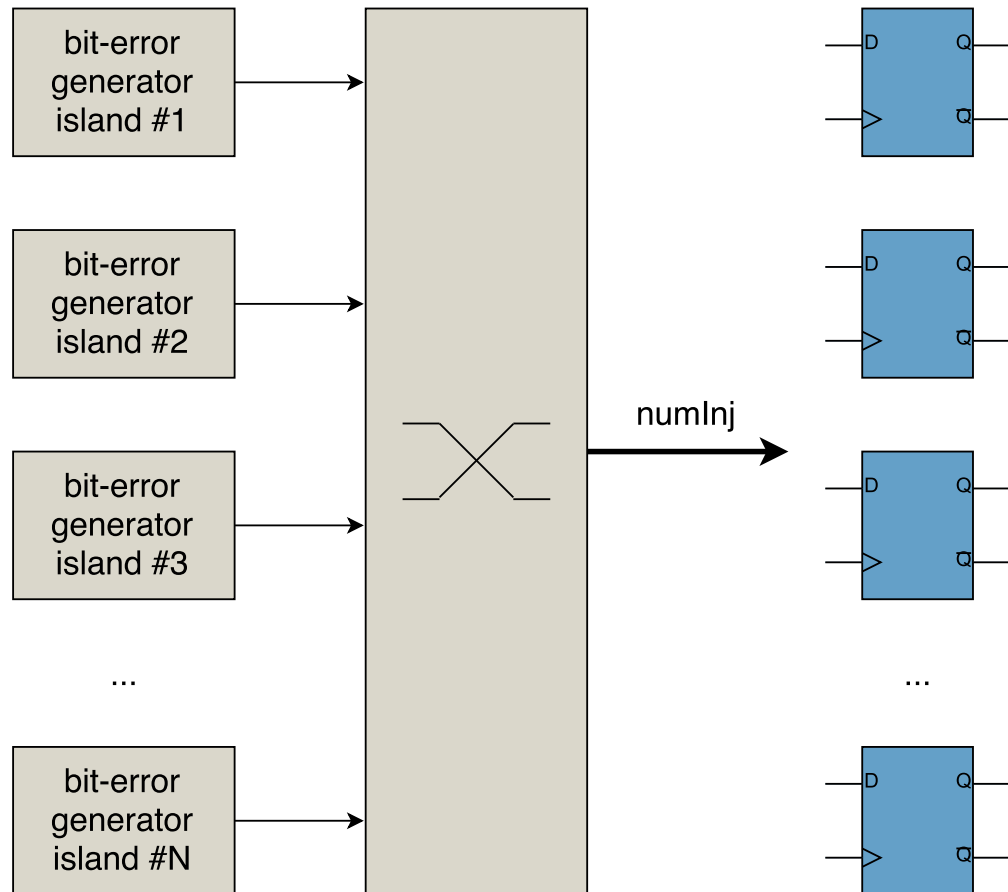 bit-error
generator
island #1
bit-error
generator
island #2
bit-error
generator
island #3
...
bit-error
generator
island #N
numInj
D Q
Q̅
D Q
Q̅
D Q
Q̅
...
D Q
Q̅